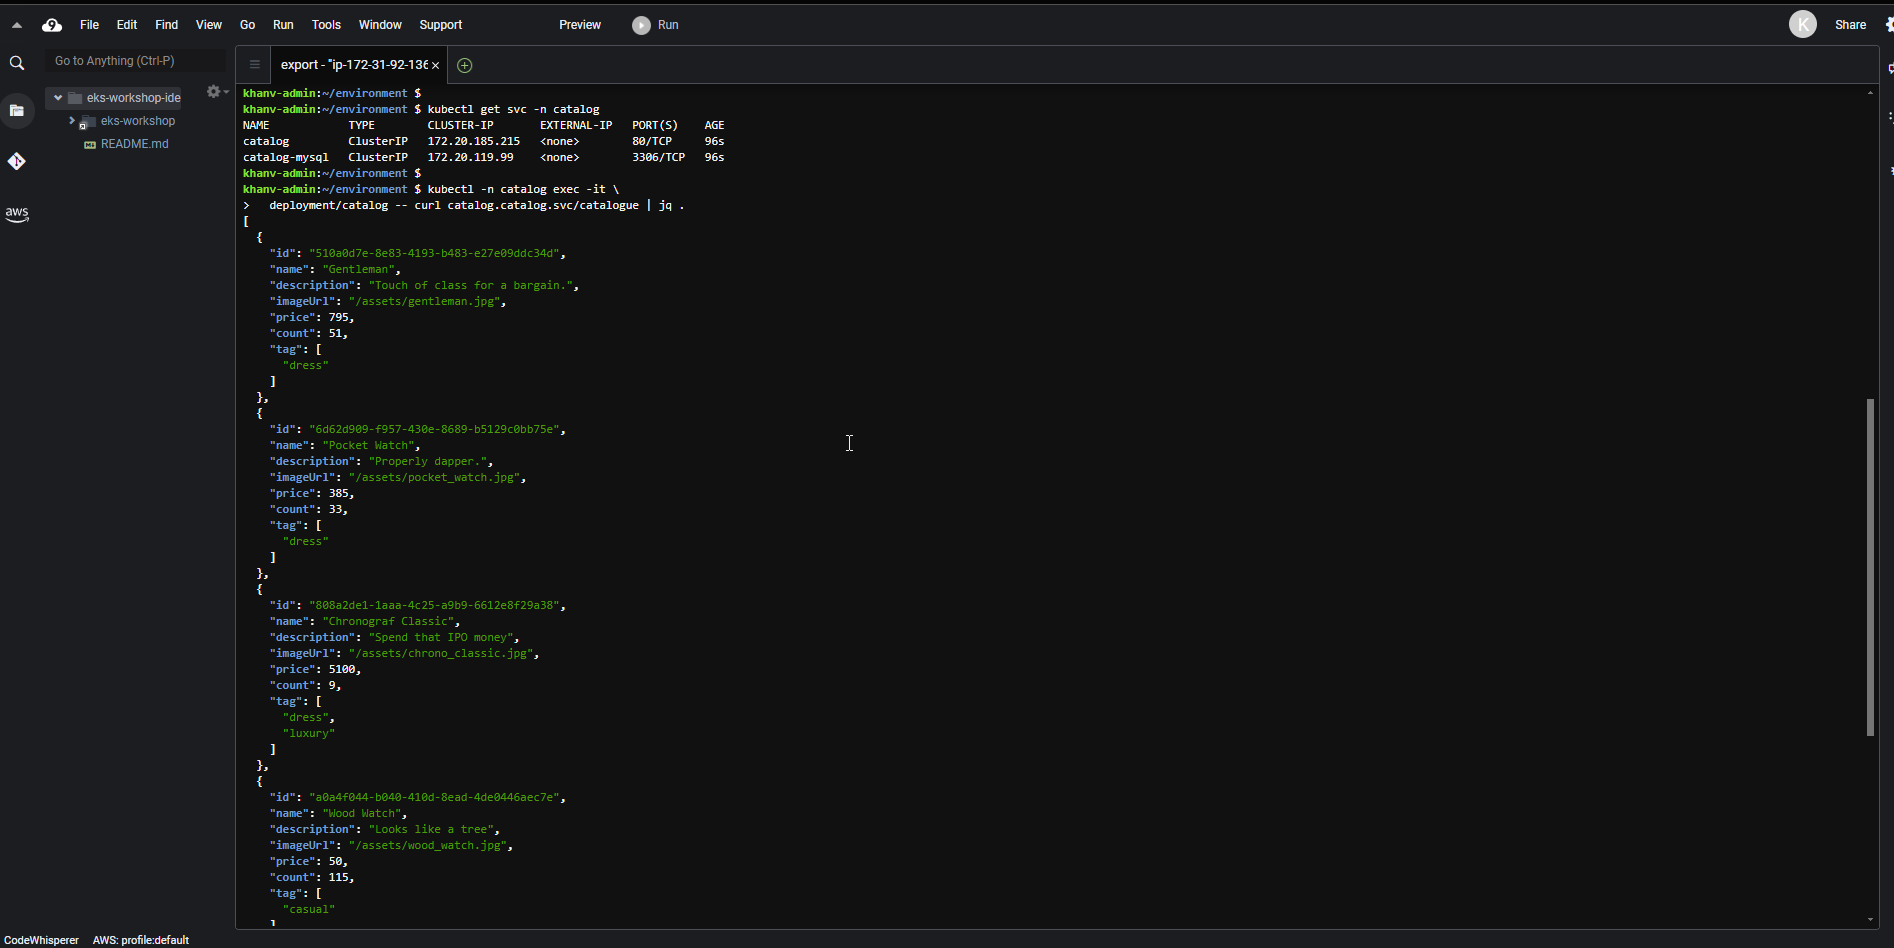 File Edit Find View Go Run Tools Window Support Preview Run K Share
Go to Anything (Ctrl-P)
export - "ip-172-31-92-136
eks-workshop-ide
eks-workshop
README.md
aws
khanv-admin:~/environment $
khanv-admin:~/environment $ kubectl get svc -n catalog
NAME TYPE CLUSTER-IP EXTERNAL-IP PORT(S) AGE
catalog ClusterIP 172.20.185.215 <none> 80/TCP 96s
catalog-mysql ClusterIP 172.20.119.99 <none> 3306/TCP 96s
khanv-admin:~/environment $
khanv-admin:~/environment $ kubectl -n catalog exec -it \
> deployment/catalog -- curl catalog.catalog.svc/catalogue | jq .
[
{
"id": "510a0d7e-8e83-4193-b483-e27e09ddc34d",
"name": "Gentleman",
"description": "Touch of class for a bargain.",
"imageUrl": "/assets/gentleman.jpg",
"price": 795,
"count": 51,
"tag": [
"dress"
]
},
{
"id": "6d62d909-f957-430e-8689-b5129c0bb75e",
"name": "Pocket Watch",
"description": "Properly dapper.",
"imageUrl": "/assets/pocket_watch.jpg",
"price": 385,
"count": 33,
"tag": [
"dress"
]
},
{
"id": "808a2de1-1aaa-4c25-a9b9-6612e8f29a38",
"name": "Chronograf Classic",
"description": "Spend that IPO money",
"imageUrl": "/assets/chrono_classic.jpg",
"price": 5100,
"count": 9,
"tag": [
"dress",
"luxury"
]
},
{
"id": "a0a4f044-b040-410d-8ead-4de0446aec7e",
"name": "Wood Watch",
"description": "Looks like a tree",
"imageUrl": "/assets/wood_watch.jpg",
"price": 50,
"count": 115,
"tag": [
"casual"
]
CodeWhisperer AWS: profile:default